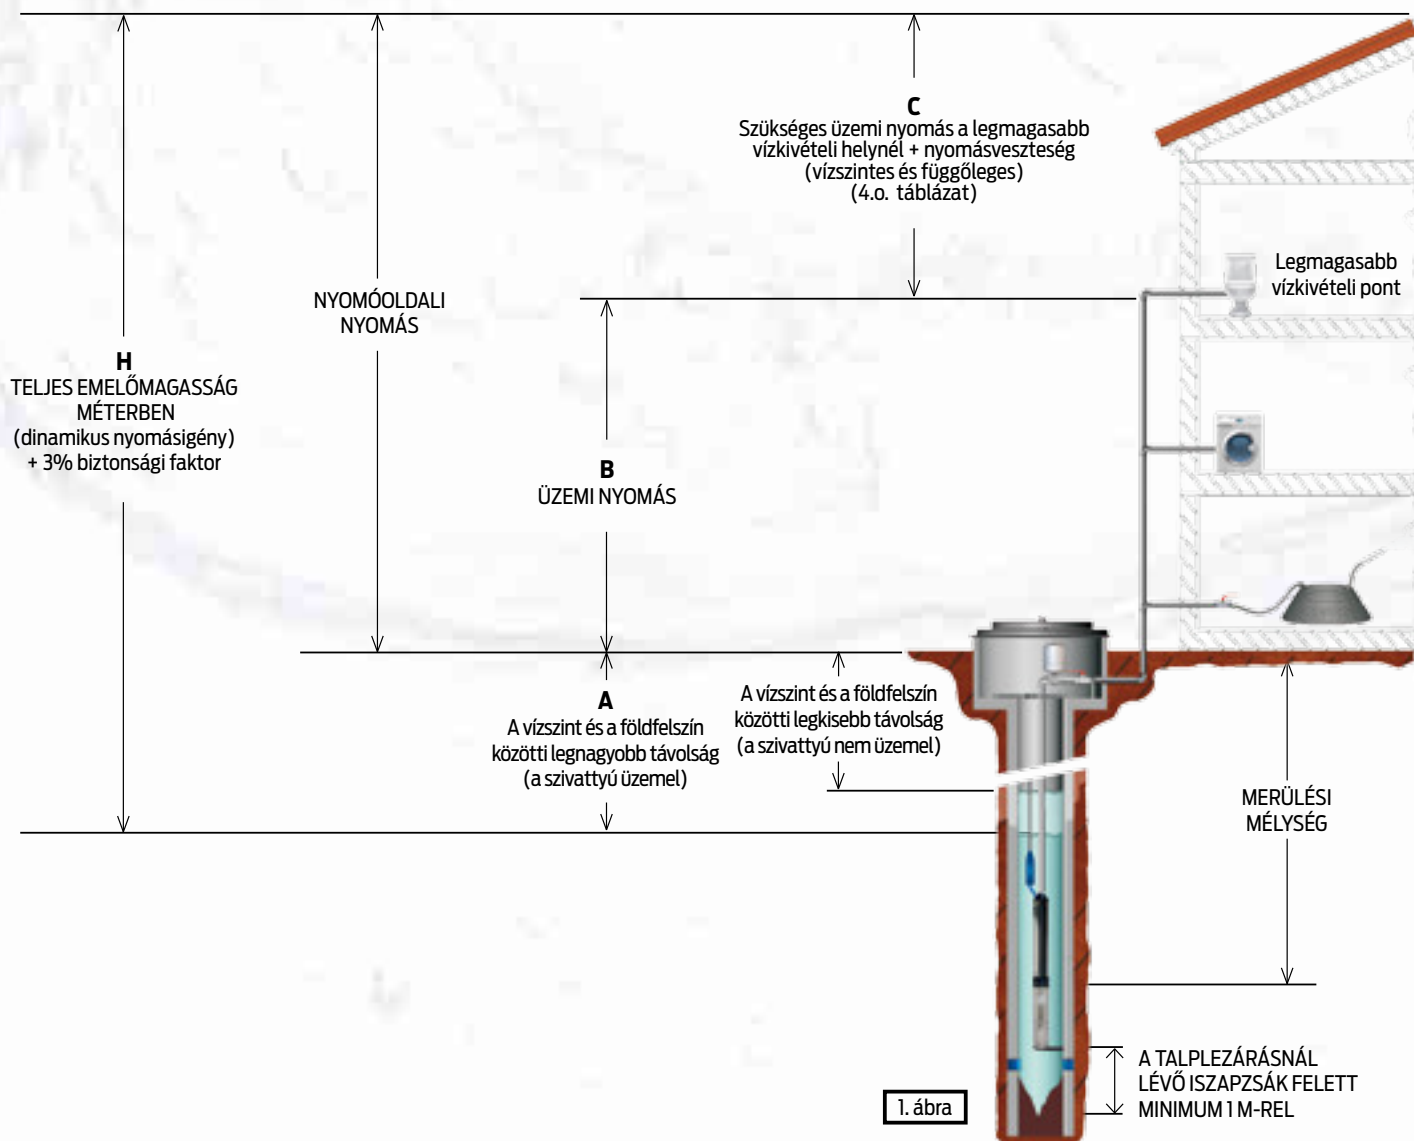 C
Szükséges üzemi nyomás a legmagasabb
vízkivételi helynél + nyomásveszteség
(vízszintes és függőleges)
(4.o. táblázat)
Legmagasabb
vízkivételi pont
NYOMÓOLDALI
NYOMÁS
H
TELJES EMELŐMAGASSÁG
MÉTERBEN
(dinamikus nyomásigény)
+ 3% biztonsági faktor
B
ÜZEMI NYOMÁS
A
A vízszint és a földfelszín
közötti legnagyobb távolság
(a szivattyú üzemel)
A vízszint és a földfelszín
közötti legkisebb távolság
(a szivattyú nem üzemel)
MERÜLÉSI
MÉLYSÉG
A TALPLEZÁRÁSNÁL
LÉVŐ ISZAPZSÁK FELETT
MINIMUM 1 M-REL
1. ábra